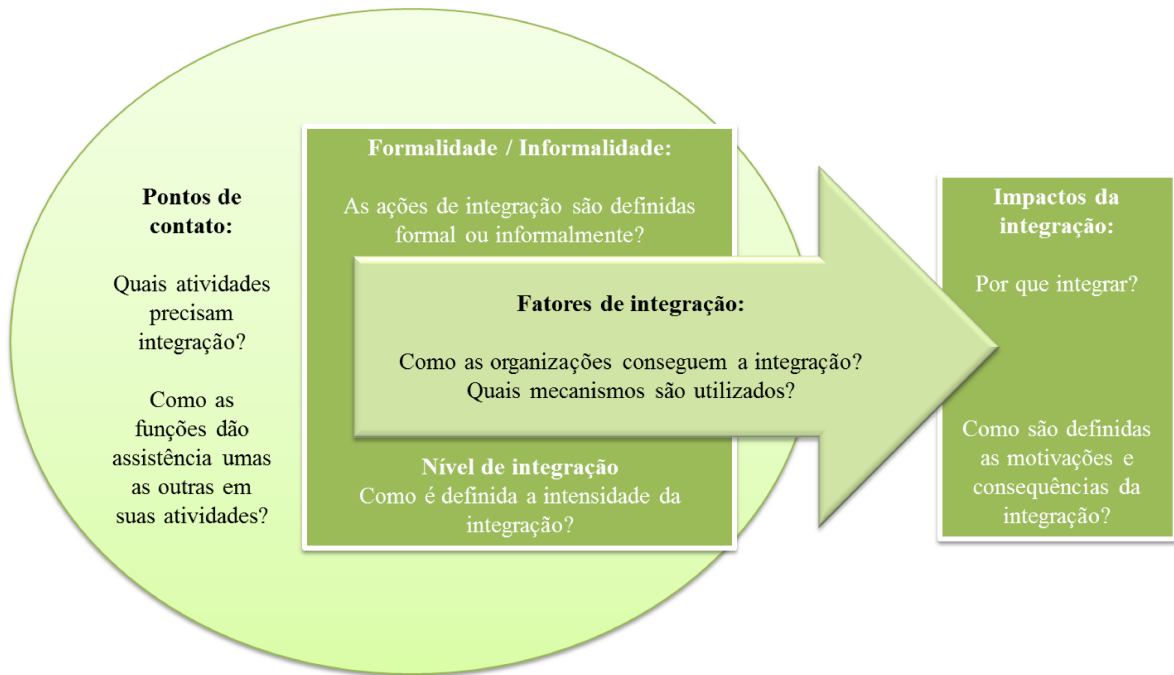 Pontos de
contato:
Quais atividades
precisam
integração?
Como as
funções dão
assistência umas
as outras em
suas atividades?
Formalidade / Informalidade:
As ações de integração são definidas
formal ou informalmente?
Fatores de integração:
Como as organizações conseguem a integração?
Quais mecanismos são utilizados?
Nível de integração
Como é definida a intensidade da
integração?
Impactos da
integração:
Por que integrar?
Como são definidas
as motivações e
consequências da
integração?